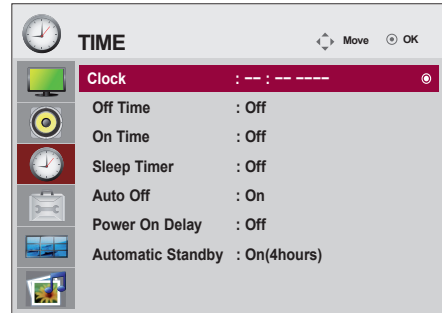 TIME Move OK
Clock : -- : -- ----
Off Time : Off
On Time : Off
Sleep Timer : Off
Auto Off : On
Power On Delay : Off
Automatic Standby : On(4hours)